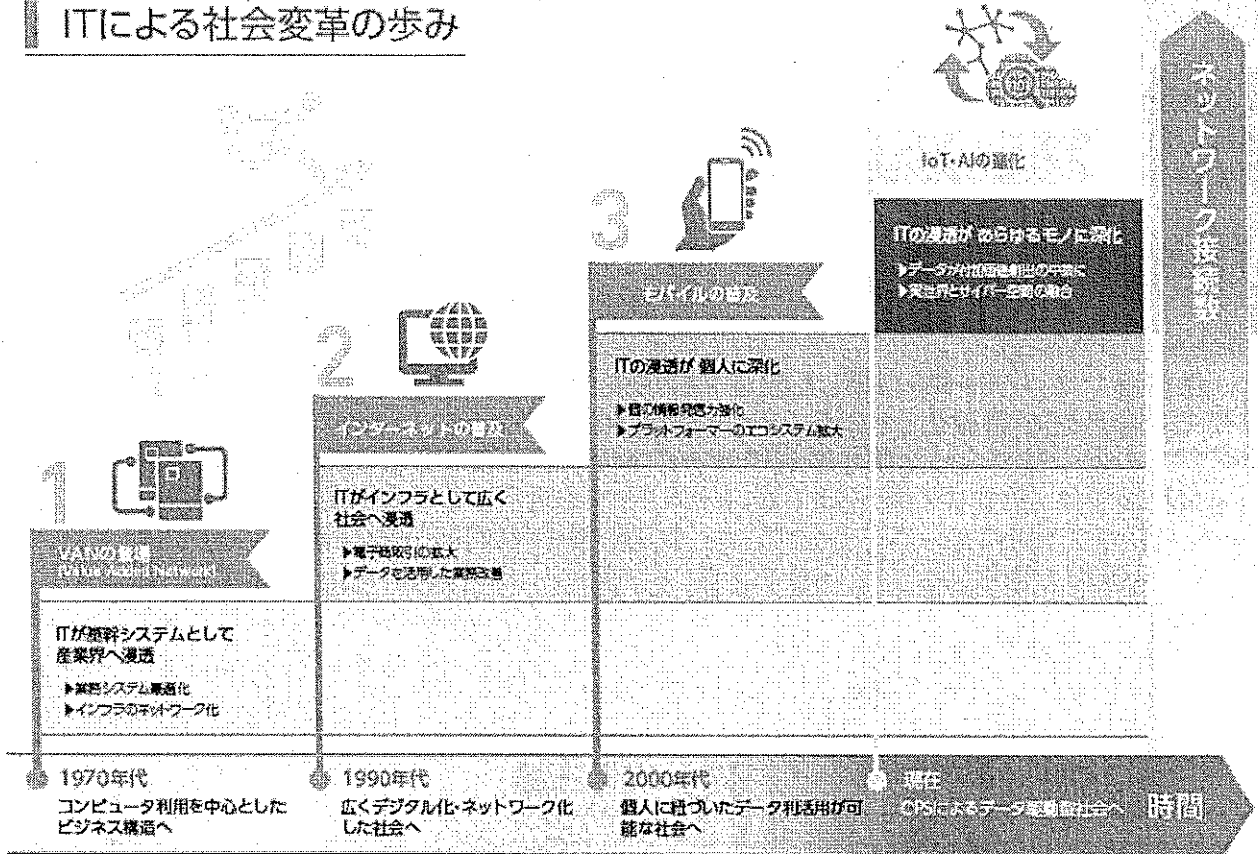 ITによる社会変革の歩み
ネットワーク接続数
IoT・AIの進化
ITの浸透が あらゆるモノに深化
▶データが付加価値創出の中核に
▶実世界とサイバー空間の融合
3
モバイルの普及
ITの浸透が 個人に深化
▶個の情報発信力強化
▶プラットフォーマーのエコシステム拡大
2
インターネットの普及
ITがインフラとして広く
社会へ浸透
▶電子商取引の拡大
▶データを活用した業務改善
1
VANの
ITが基幹システムとして
産業界へ浸透
▶業務システム最適化
▶インフラのネットワーク化
1970年代
コンピュータ利用を中心とした
ビジネス構造へ
1990年代
広くデジタル化・ネットワーク化
した社会へ
2000年代
個人に紐づいたデータ利活用が可
能な社会へ
現在
CPSによるデータ駆動型社会へ
時間